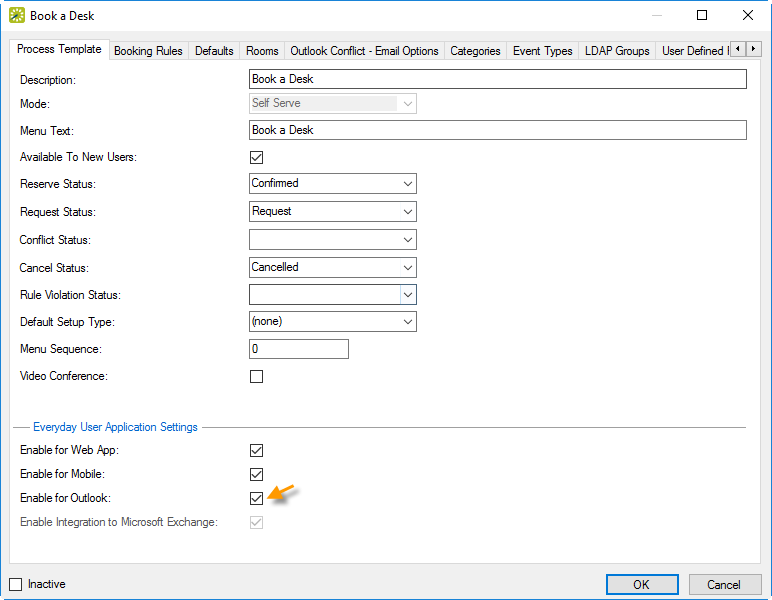 Book a Desk
Process Template Booking Rules Defaults Rooms Outlook Conflict - Email Options Categories Event Types LDAP Groups User Defined
Description: Book a Desk
Mode: Self Serve
Menu Text: Book a Desk
Available To New Users:
Reserve Status: Confirmed
Request Status: Request
Conflict Status:
Cancel Status: Cancelled
Rule Violation Status:
Default Setup Type: (none)
Menu Sequence: 0
Video Conference:
Everyday User Application Settings
Enable for Web App:
Enable for Mobile:
Enable for Outlook:
Enable Integration to Microsoft Exchange:
Inactive OK Cancel